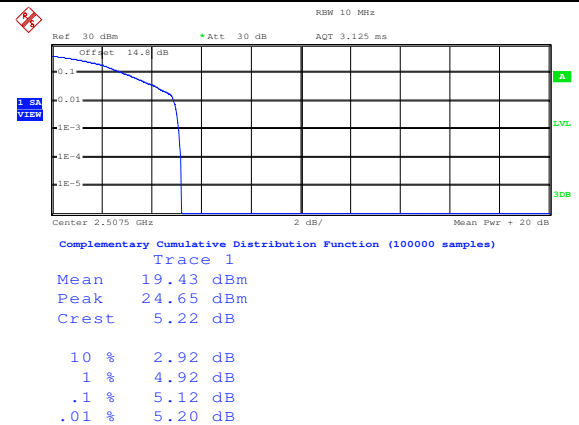 R S
RBW 10 MHz
Ref 30 dBm * Att 30 dB AQT 3.125 ms
Offset 14.8 dB
0.1
A
0.01
1 SA
VIEW
1E-3
LVL
1E-4
1E-5
3DB
Center 2.5075 GHz 2 dB/ Mean Pwr + 20 dB
Complementary Cumulative Distribution Function (100000 samples)
Trace 1
Mean 19.43 dBm
Peak 24.65 dBm
Crest 5.22 dB
10 % 2.92 dB
1 % 4.92 dB
.1 % 5.12 dB
.01 % 5.20 dB